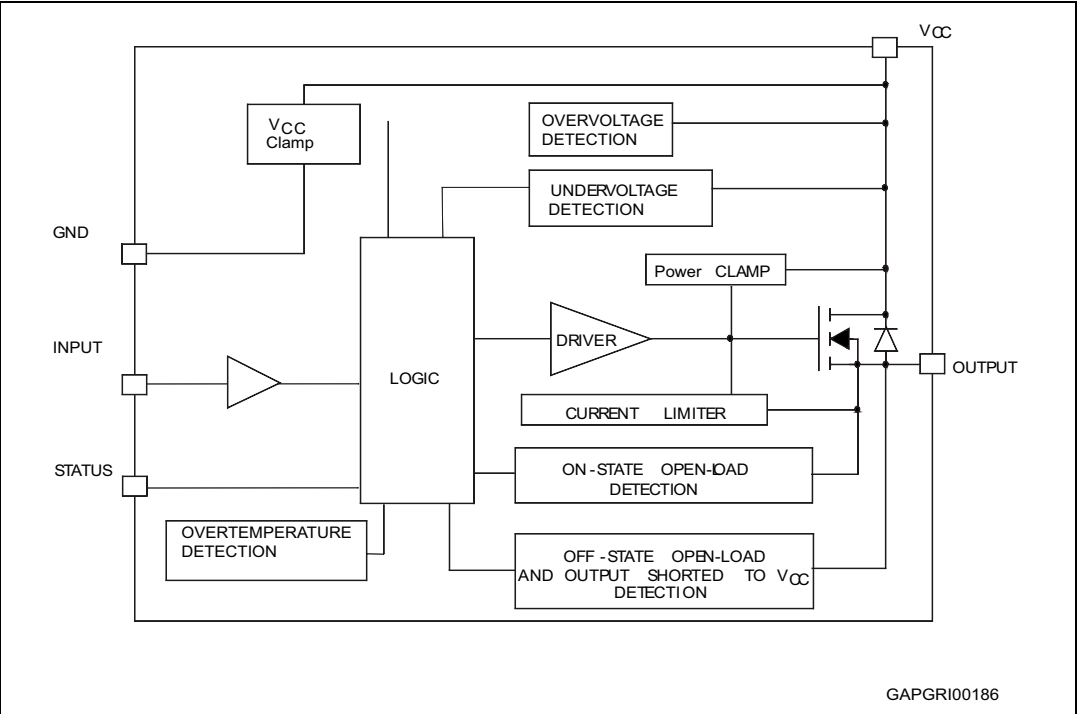 VCC
VCC
Clamp
OVERVOLTAGE
DETECTION
UNDERVOLTAGE
DETECTION
GND
Power CLAMP
INPUT
DRIVER
LOGIC
OUTPUT
CURRENT LIMITER
STATUS
ON-STATE OPEN-LOAD
DETECTION
OVERTEMPERATURE
DETECTION
OFF-STATE OPEN-LOAD
AND OUTPUT SHORTED TO VCC
DETECTION
GAPGRI00186